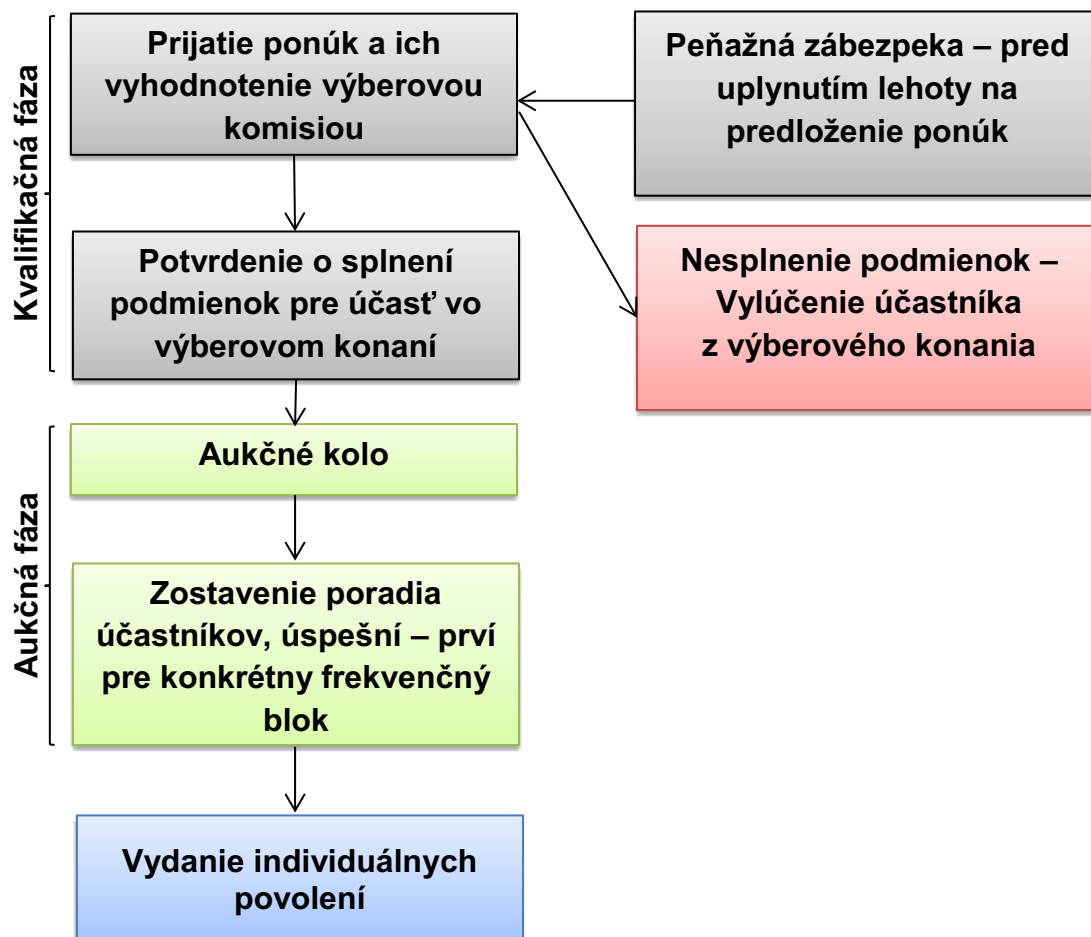 Kvalifikačná fáza
Prijatie ponúk a ich
vyhodnotenie výberovou
komisiou
Peňažná zábezpeka – pred
uplynutím lehoty na
predloženie ponúk
Potvrdenie o splnení
podmienok pre účasť vo
výberovom konaní
Nesplnenie podmienok –
Vylúčenie účastníka
z výberového konania
Aukčná fáza
Aukčné kolo
Zostavenie poradia
účastníkov, úspešní – prví
pre konkrétny frekvenčný
blok
Vydanie individuálnych
povolení